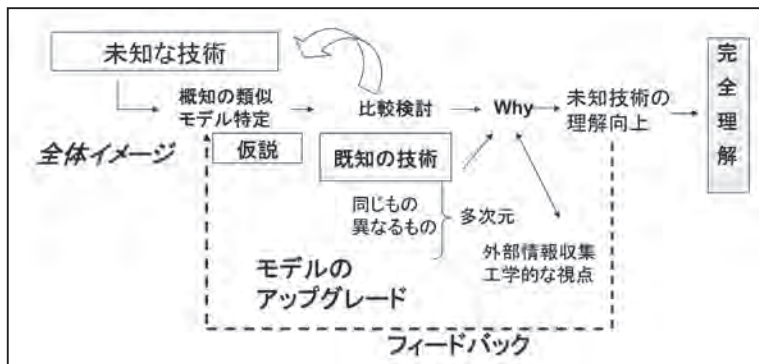 未知な技術
概知の類似
モデル特定
比較検討
Why
未知技術の
理解向上
完全理解
全体イメージ
仮説
既知の技術
同じもの
異なるもの
多次元
外部情報収集
工学的な視点
モデルの
アップグレード
フィードバック